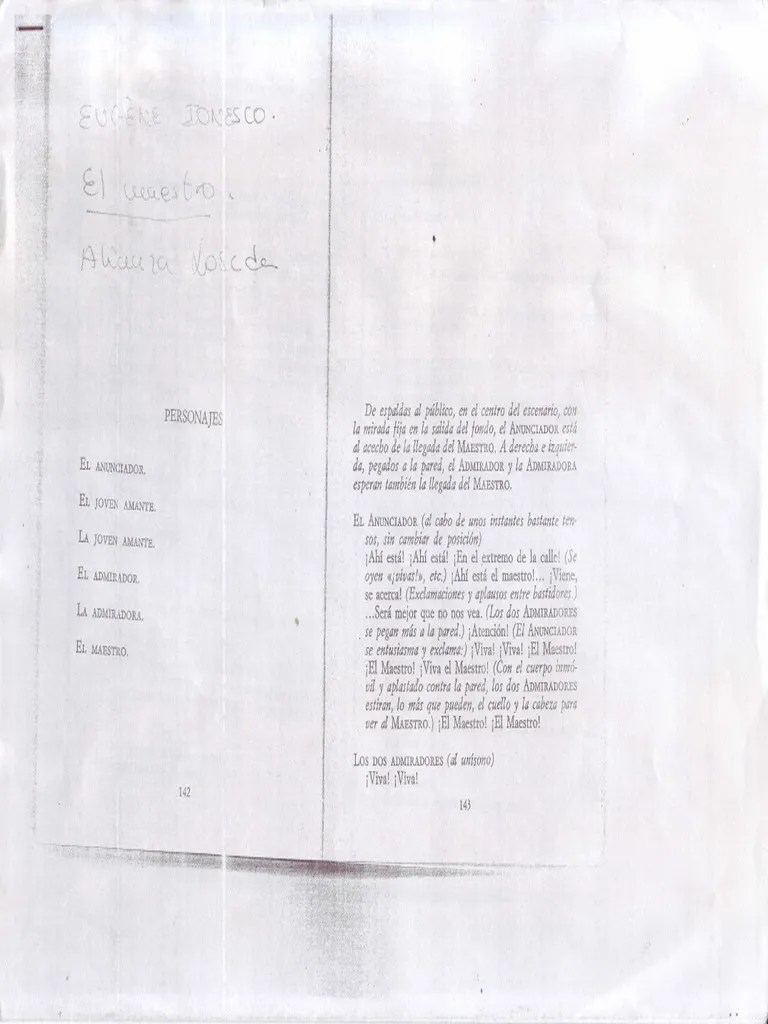 EUGÈNE IONESCO.
El maestro.
Alianza Losada
PERSONAJES
EL ANUNCIADOR.
EL JOVEN AMANTE.
LA JOVEN AMANTE.
EL ADMIRADOR.
LA ADMIRADORA.
EL MAESTRO.
142
De espaldas al público, en el centro del escenario, con
la mirada fija en la salida del fondo, el ANUNCIADOR está
al acecho de la llegada del MAESTRO. A derecha e izquier-
da, pegados a la pared, el ADMIRADOR y la ADMIRADORA
esperan también la llegada del MAESTRO.
EL ANUNCIADOR (al cabo de unos instantes bastante ten-
sos, sin cambiar de posición)
¡Ahí está! ¡Ahí está! ¡En el extremo de la calle! (Se
oyen «¡vivas!», etc.) ¡Ahí está el maestro!... ¡Viene,
se acerca! (Exclamaciones y aplausos entre bastidores.)
...Será mejor que no nos vea. (Los dos ADMIRADORES
se pegan más a la pared.) ¡Atención! (El ANUNCIADOR
se entusiasma y exclama:) ¡Viva! ¡Viva! ¡El Maestro!
¡El Maestro! ¡Viva el Maestro! (Con el cuerpo inmó-
vil y aplastado contra la pared, los dos ADMIRADORES
estiran, lo más que pueden, el cuello y la cabeza para
ver al MAESTRO.) ¡El Maestro! ¡El Maestro!
LOS DOS ADMIRADORES (al unísono)
¡Viva! ¡Viva!
143